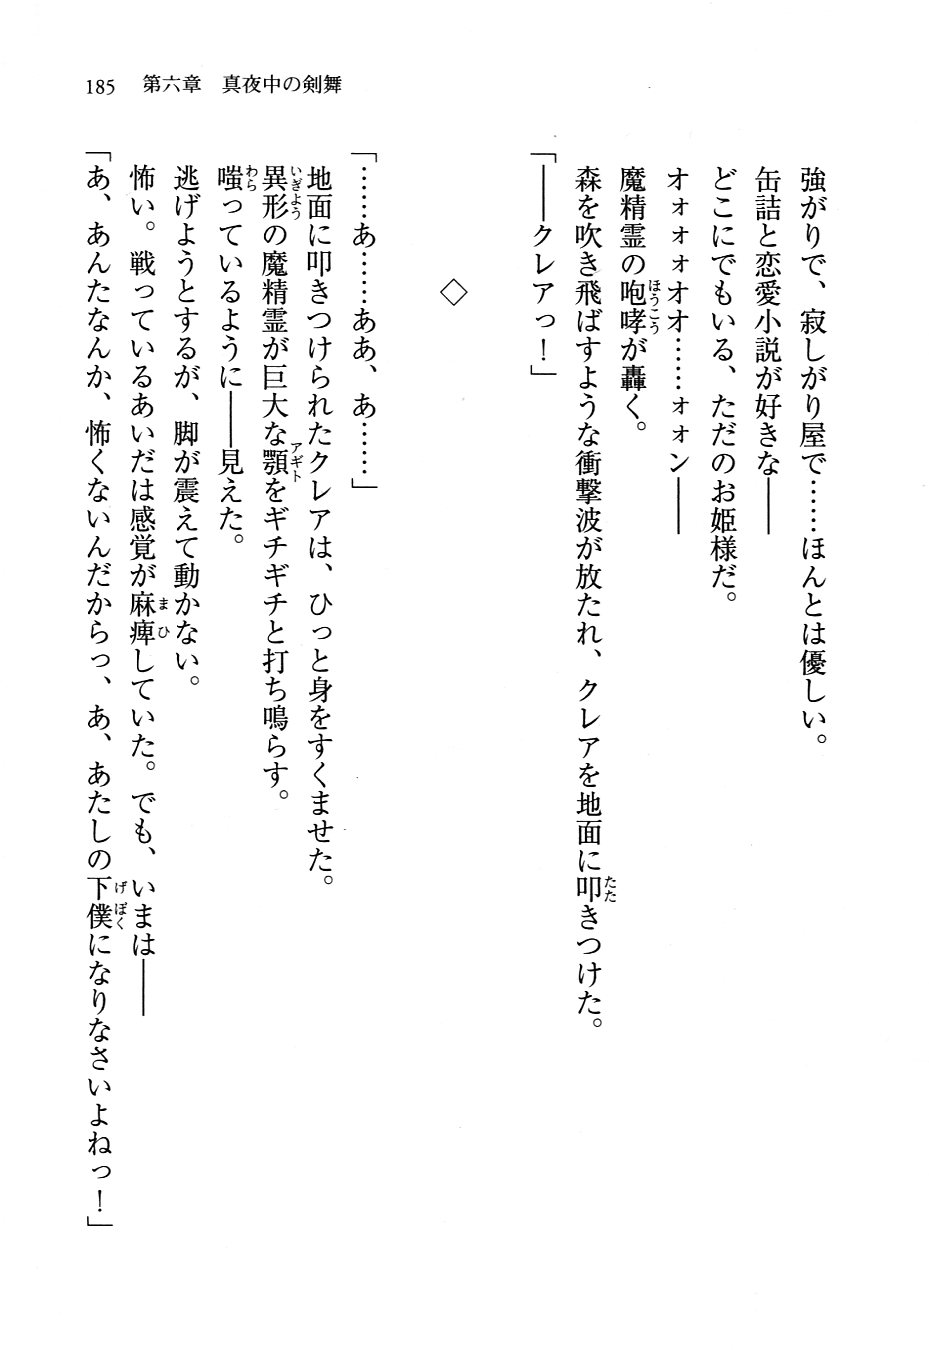 185　第六章　真夜中の剣舞
強がりで、寂しがり屋で……ほんとは優しい。
缶詰と恋愛小説が好きな――
どこにでもいる、ただのお姫様だ。
オォォォオオ……ォォン――
魔精霊の咆哮が轟く。
森を吹き飛ばすような衝撃波が放たれ、クレアを地面に叩きつけた。
「――クレアっ！」
◇
「……あ……ああ、あ……」
地面に叩きつけられたクレアは、ひっと身をすくませた。
異形の魔精霊が巨大な顎をギチギチと打ち鳴らす。
嗤っているように――見えた。
逃げようとするが、脚が震えて動かない。
怖い。戦っているあいだは感覚が麻痺していた。でも、いまは――
「あ、あんたなんか、怖くないんだからっ、あ、あたしの下僕になりなさいよねっ！」